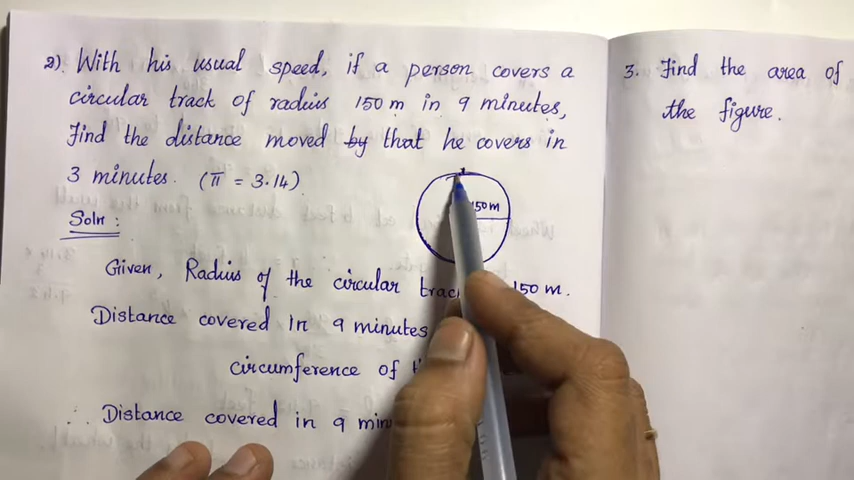 2). With his usual speed, if a person covers a
circular track of radius 150 m in 9 minutes,
Find the distance moved by that he covers in
3 minutes. (π = 3.14)
150 m
Soln :
Given, Radius of the circular 150 m.
Distance covered in 9 minutes
circumference of
∴ Distance covered in 9
3. Find the area of
the figure.